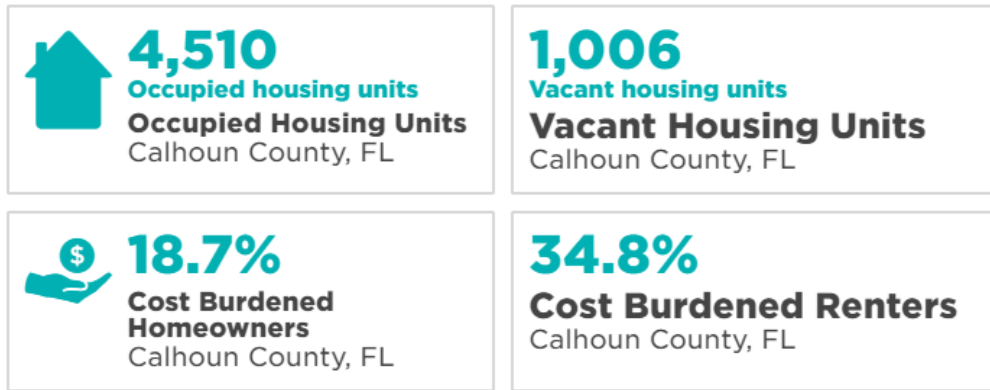 4,510
Occupied housing units
Occupied Housing Units
Calhoun County, FL
1,006
Vacant housing units
Vacant Housing Units
Calhoun County, FL
$
18.7%
Cost Burdened
Homeowners
Calhoun County, FL
34.8%
Cost Burdened Renters
Calhoun County, FL